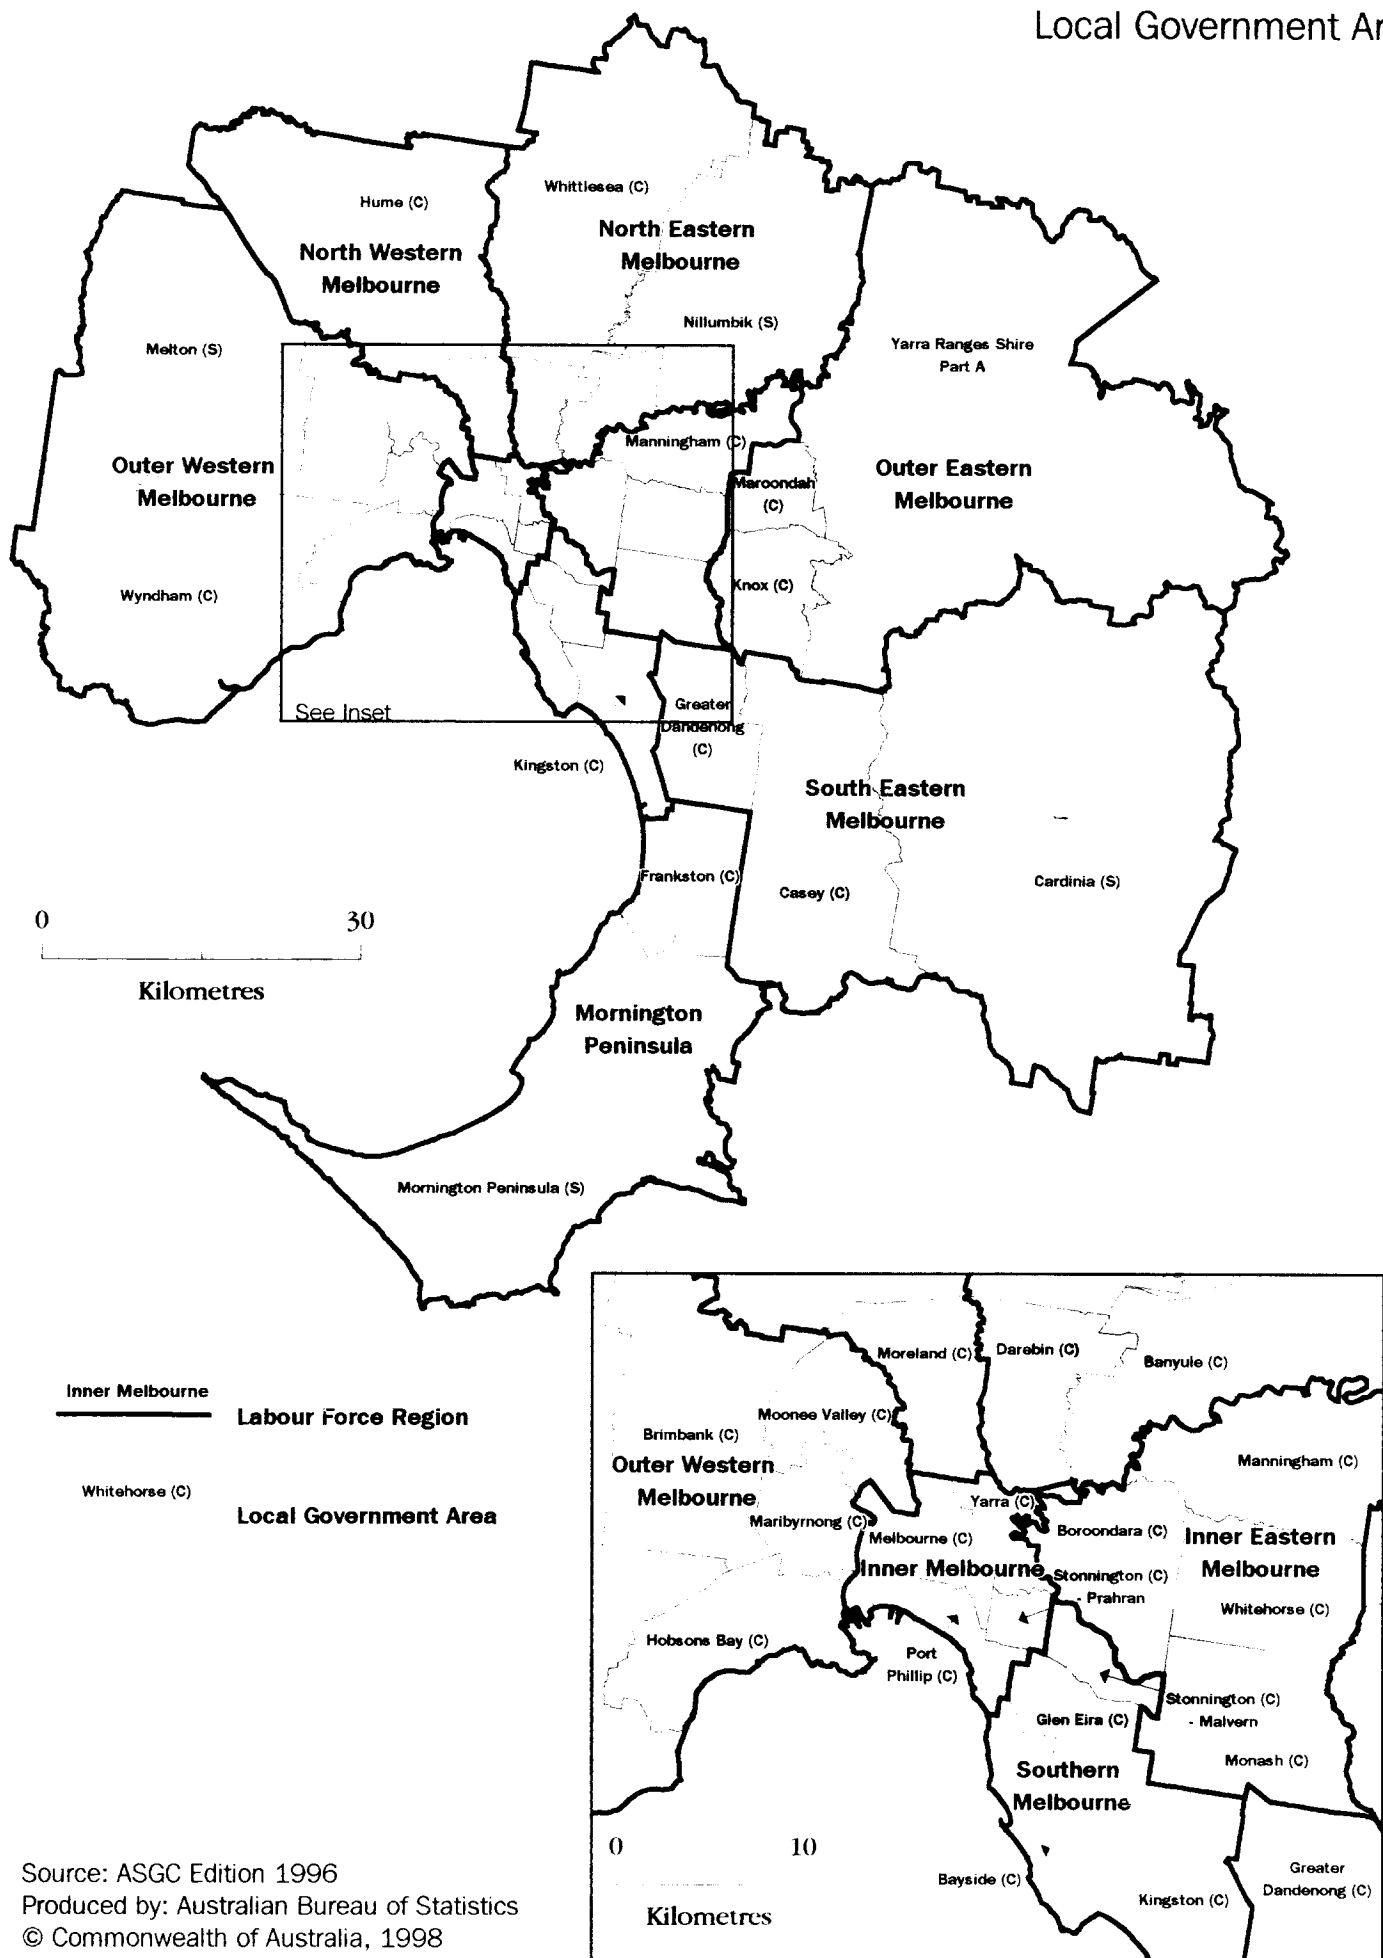 Local Government Ar
Whittlesea (C)
Hume (C)
North Eastern
Melbourne
North Western
Melbourne
Nillumbik (S)
Melton (S)
Yarra Ranges Shire
Part A
Manningham (C)
Outer Western
Melbourne
Outer Eastern
Melbourne
Maroondah
(C)
Knox (C)
Wyndham (C)
See Inset
Greater
Dandenong
(C)
Kingston (C)
South Eastern
Melbourne
Frankston (C)
Casey (C)
Cardinia (S)
0 30
Kilometres
Mornington
Peninsula
Mornington Peninsula (S)
Inner Melbourne
Labour Force Region
Whitehorse (C)
Local Government Area
Moreland (C)
Darebin (C)
Banyule (C)
Moonee Valley (C)
Brimbank (C)
Outer Western
Melbourne
Manningham (C)
Yarra (C)
Maribyrnong (C)
Melbourne (C)
Boroondara (C)
Inner Eastern
Melbourne
Inner Melbourne
Stonnington (C)
- Prahran
Whitehorse (C)
Hobsons Bay (C)
Port
Phillip (C)
Stonnington (C)
- Malvern
Glen Eira (C)
Monash (C)
Southern
Melbourne
0 10
Kilometres
Bayside (C)
Kingston (C)
Greater
Dandenong (C)
Source: ASGC Edition 1996
Produced by: Australian Bureau of Statistics
© Commonwealth of Australia, 1998